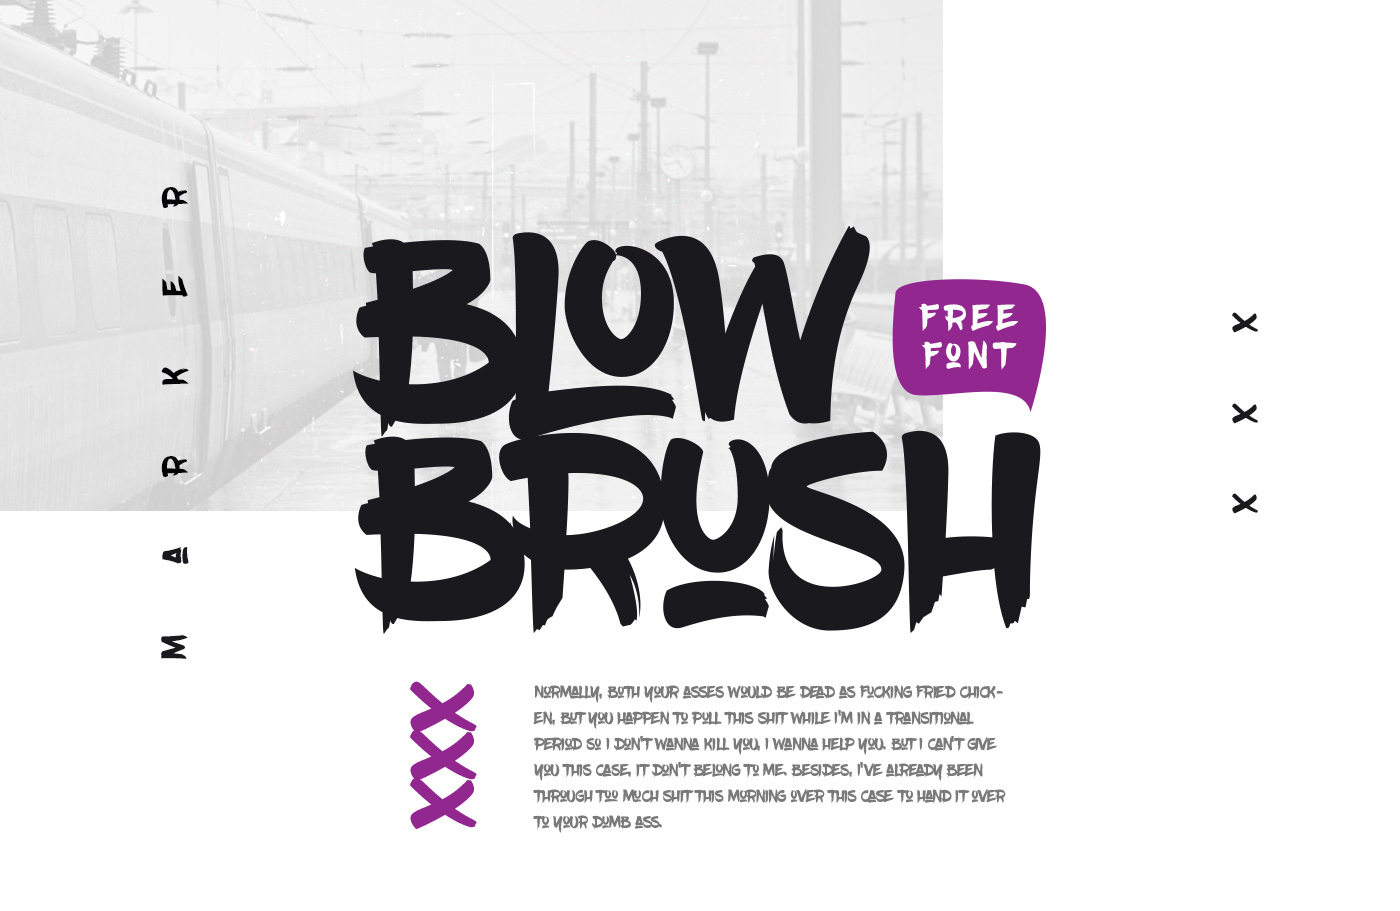 MARKER
BLOW
BRUSH
FREE
FONT
X X X
XXX
NORMALLY, BOTH YOUR ASSES WOULD BE DEAD AS FUCKING FRIED CHICK-
EN, BUT YOU HAPPEN TO PULL THIS SHIT WHILE I'M IN A TRANSITIONAL
PERIOD SO I DON'T WANNA KILL YOU, I WANNA HELP YOU. BUT I CAN'T GIVE
YOU THIS CASE, IT DON'T BELONG TO ME. BESIDES, I'VE ALREADY BEEN
THROUGH TOO MUCH SHIT THIS MORNING OVER THIS CASE TO HAND IT OVER
TO YOUR DUMB ASS.